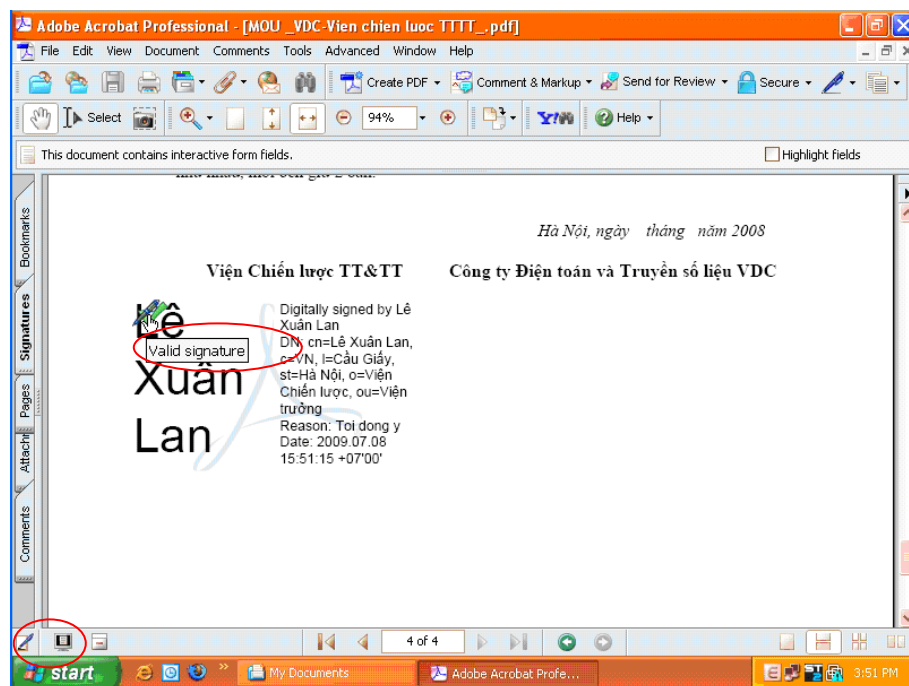 Adobe Acrobat Professional - [MOU _VDC-Vien chien luoc TTTT_.pdf]
File Edit View Document Comments Tools Advanced Window Help
Create PDF Comment & Markup Send for Review Secure
Select 94% Y! Help
This document contains interactive form fields. Highlight fields
Bookmarks
Signatures
Pages
Attachm
Comments
Hà Nội, ngày tháng năm 2008
Viện Chiến lược TT&TT Công ty Điện toán và Truyền số liệu VDC
Lê
Xuân
Lan
Valid signature
Digitally signed by Lê
Xuân Lan
DN: cn=Lê Xuân Lan,
c=VN, l=Cầu Giấy,
st=Hà Nội, o=Viện
Chiến lược, ou=Viện
trưởng
Reason: Toi dong y
Date: 2009.07.08
15:51:15 +07'00'
4 of 4
start My Documents Adobe Acrobat Profe... 3:51 PM